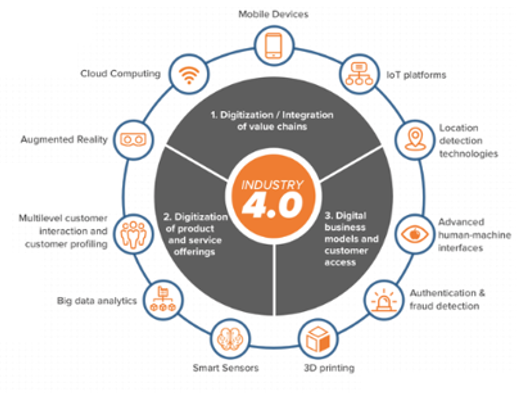 Mobile Devices
IoT platforms
Location
detection
technologies
Advanced
human-machine
interfaces
Authentication &
fraud detection
3D printing
Smart Sensors
Big data analytics
Multilevel customer
interaction and
customer profiling
Augmented Reality
Cloud Computing
1. Digitization / Integration
of value chains
2. Digitization
of product
and service
offerings
3. Digital
business
models and
customer
access
INDUSTRY
4.0